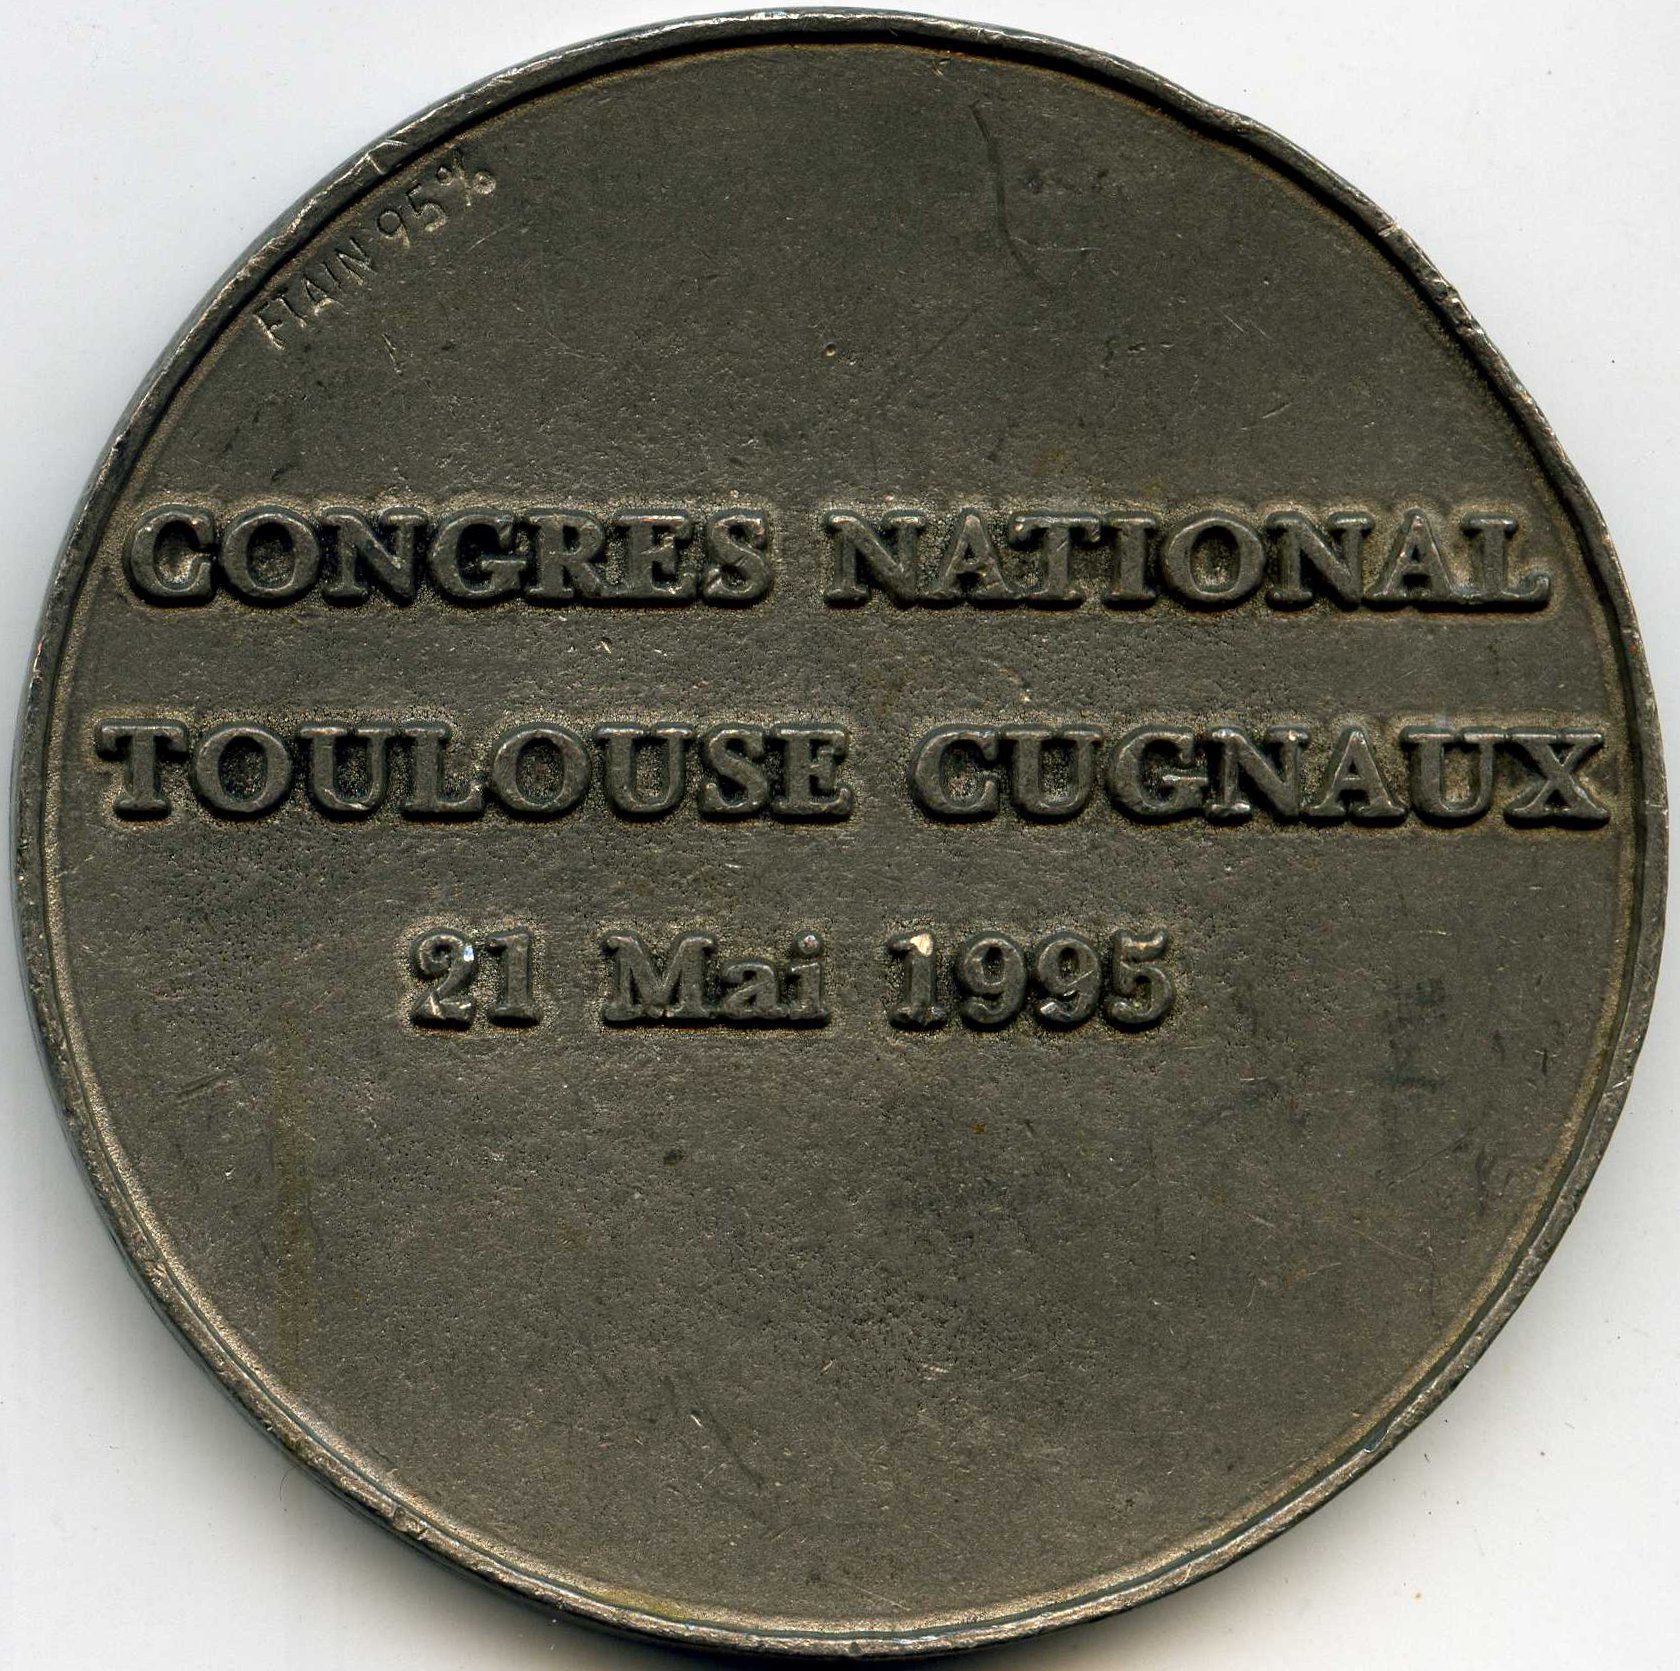 ETAIN 95%
CONGRES NATIONAL
TOULOUSE CUGNAUX
21 Mai 1995